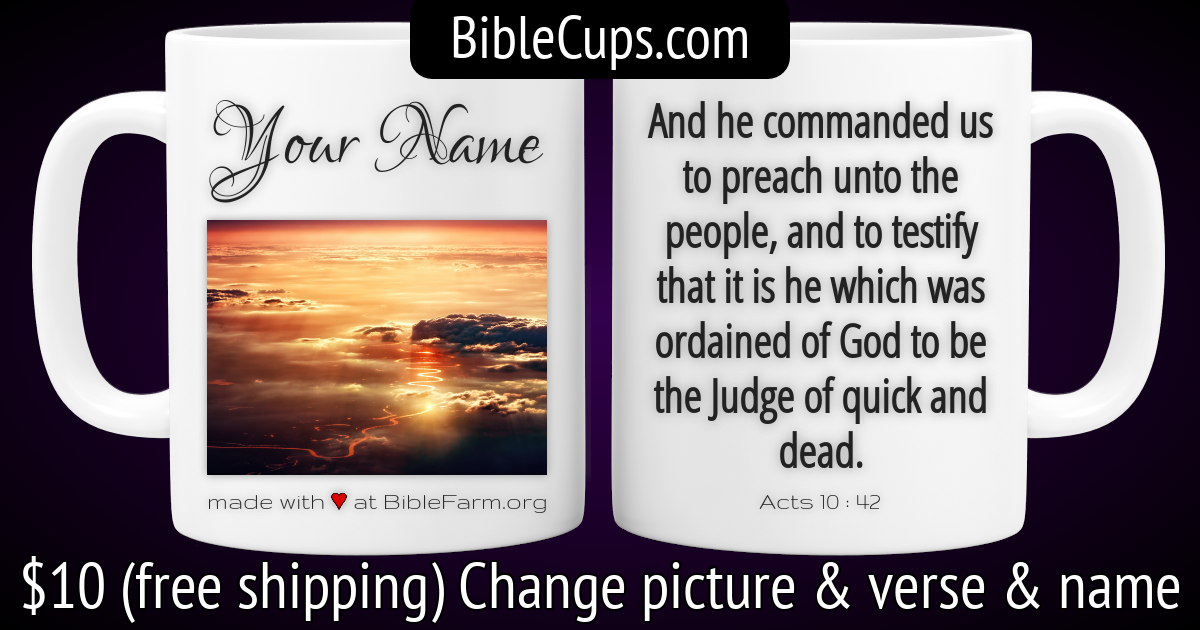 BibleCups.com
Your Name
made with ♥ at BibleFarm.org
And he commanded us
to preach unto the
people, and to testify
that it is he which was
ordained of God to be
the Judge of quick and
dead.
Acts 10 : 42
$10 (free shipping) Change picture & verse & name